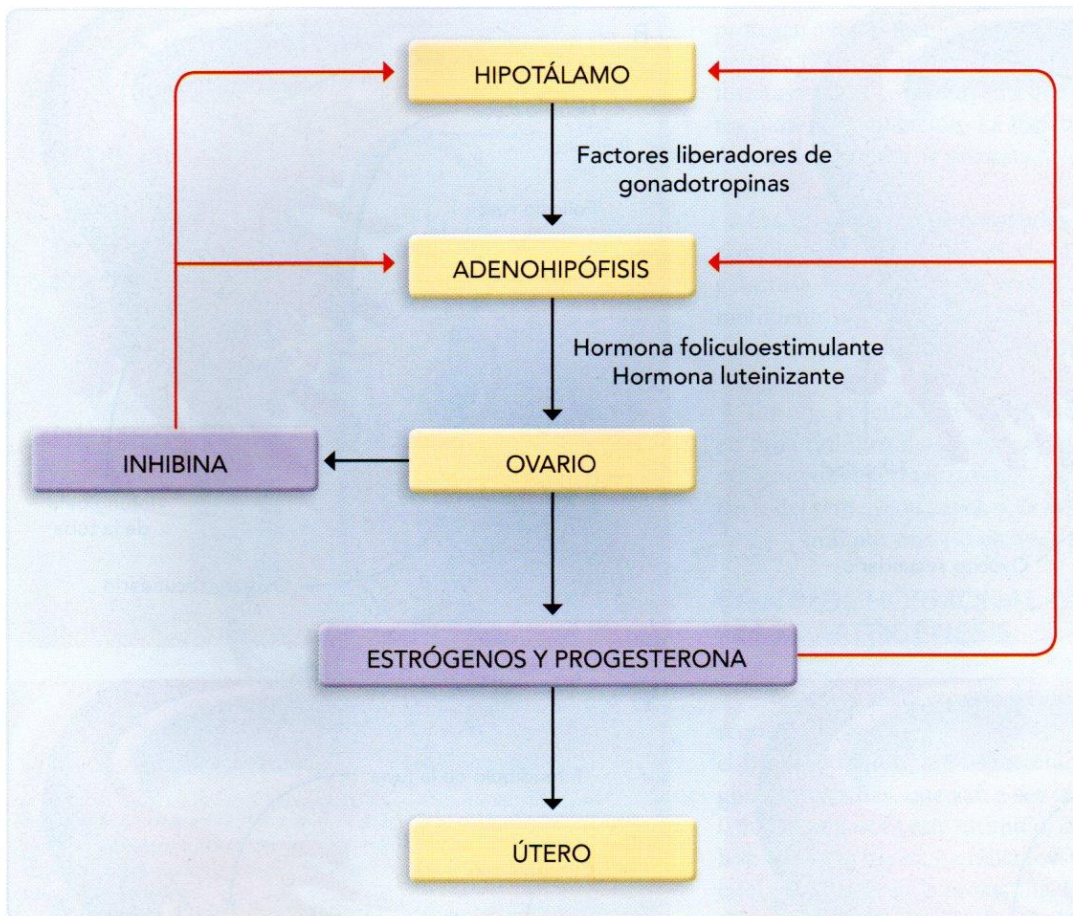 HIPOTÁLAMO
Factores liberadores de
gonadotropinas
ADENOHIPÓFISIS
Hormona foliculoestimulante
Hormona luteinizante
INHIBINA
OVARIO
ESTRÓGENOS Y PROGESTERONA
ÚTERO